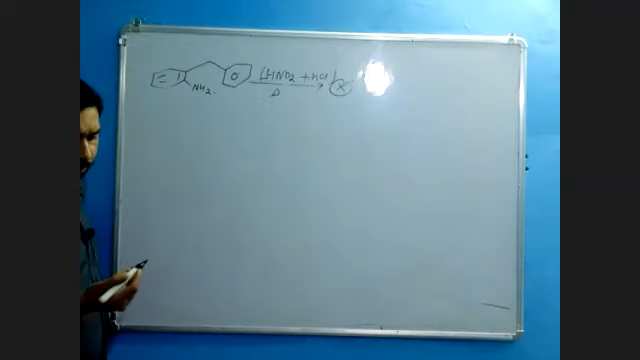 [HNO2 + HCl]
NH2.
Δ
X